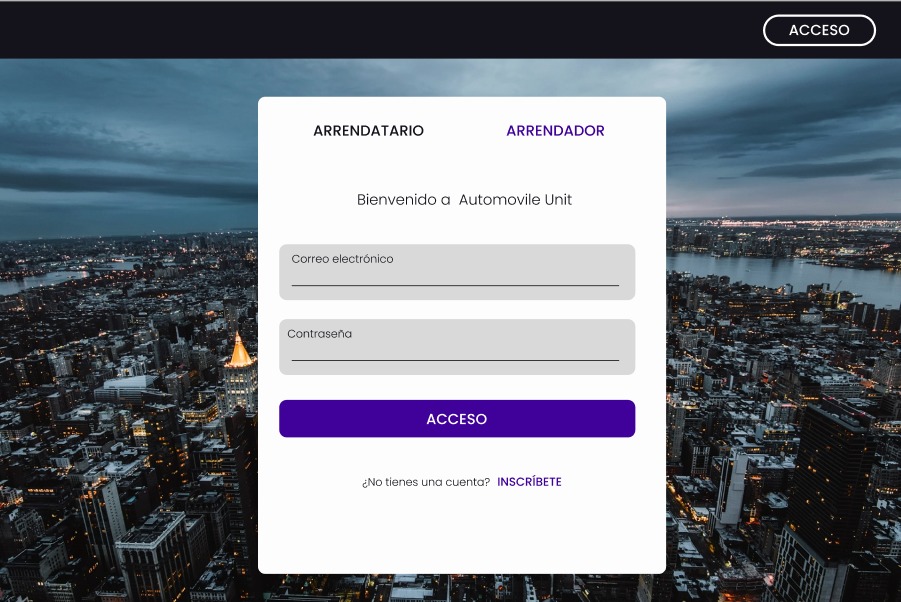 ACCESO
ARRENDATARIO ARRENDADOR
Bienvenido a Automovile Unit
Correo electrónico
Contraseña
ACCESO
¿No tienes una cuenta? INSCRÍBETE